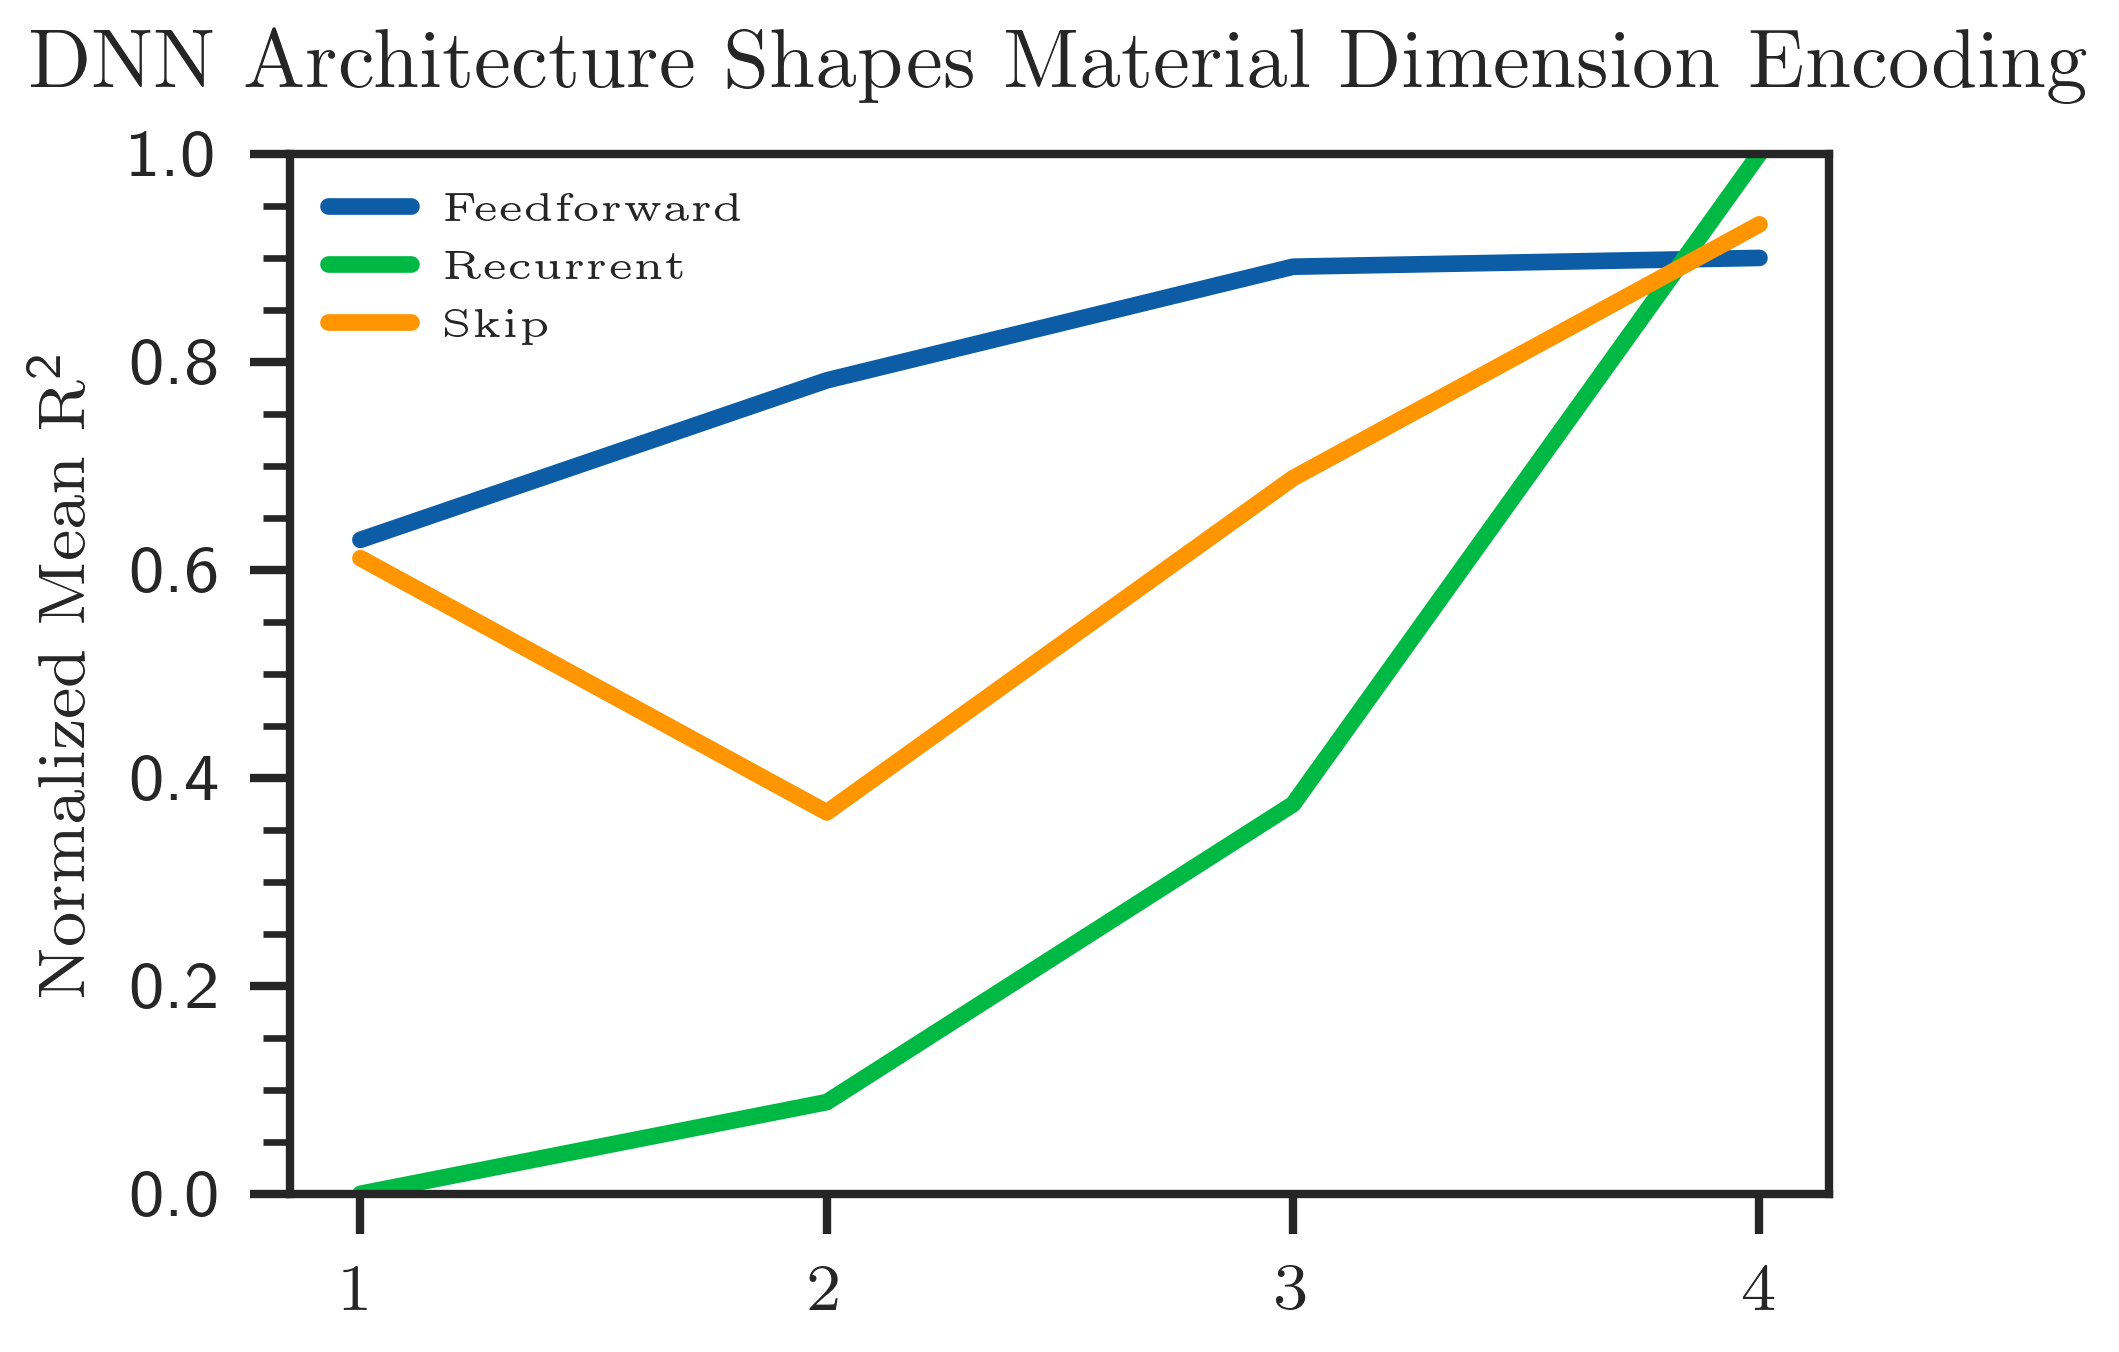 DNN Architecture Shapes Material Dimension Encoding
Normalized Mean R²
1.0
0.8
0.6
0.4
0.2
0.0
Feedforward
Recurrent
Skip
1 2 3 4